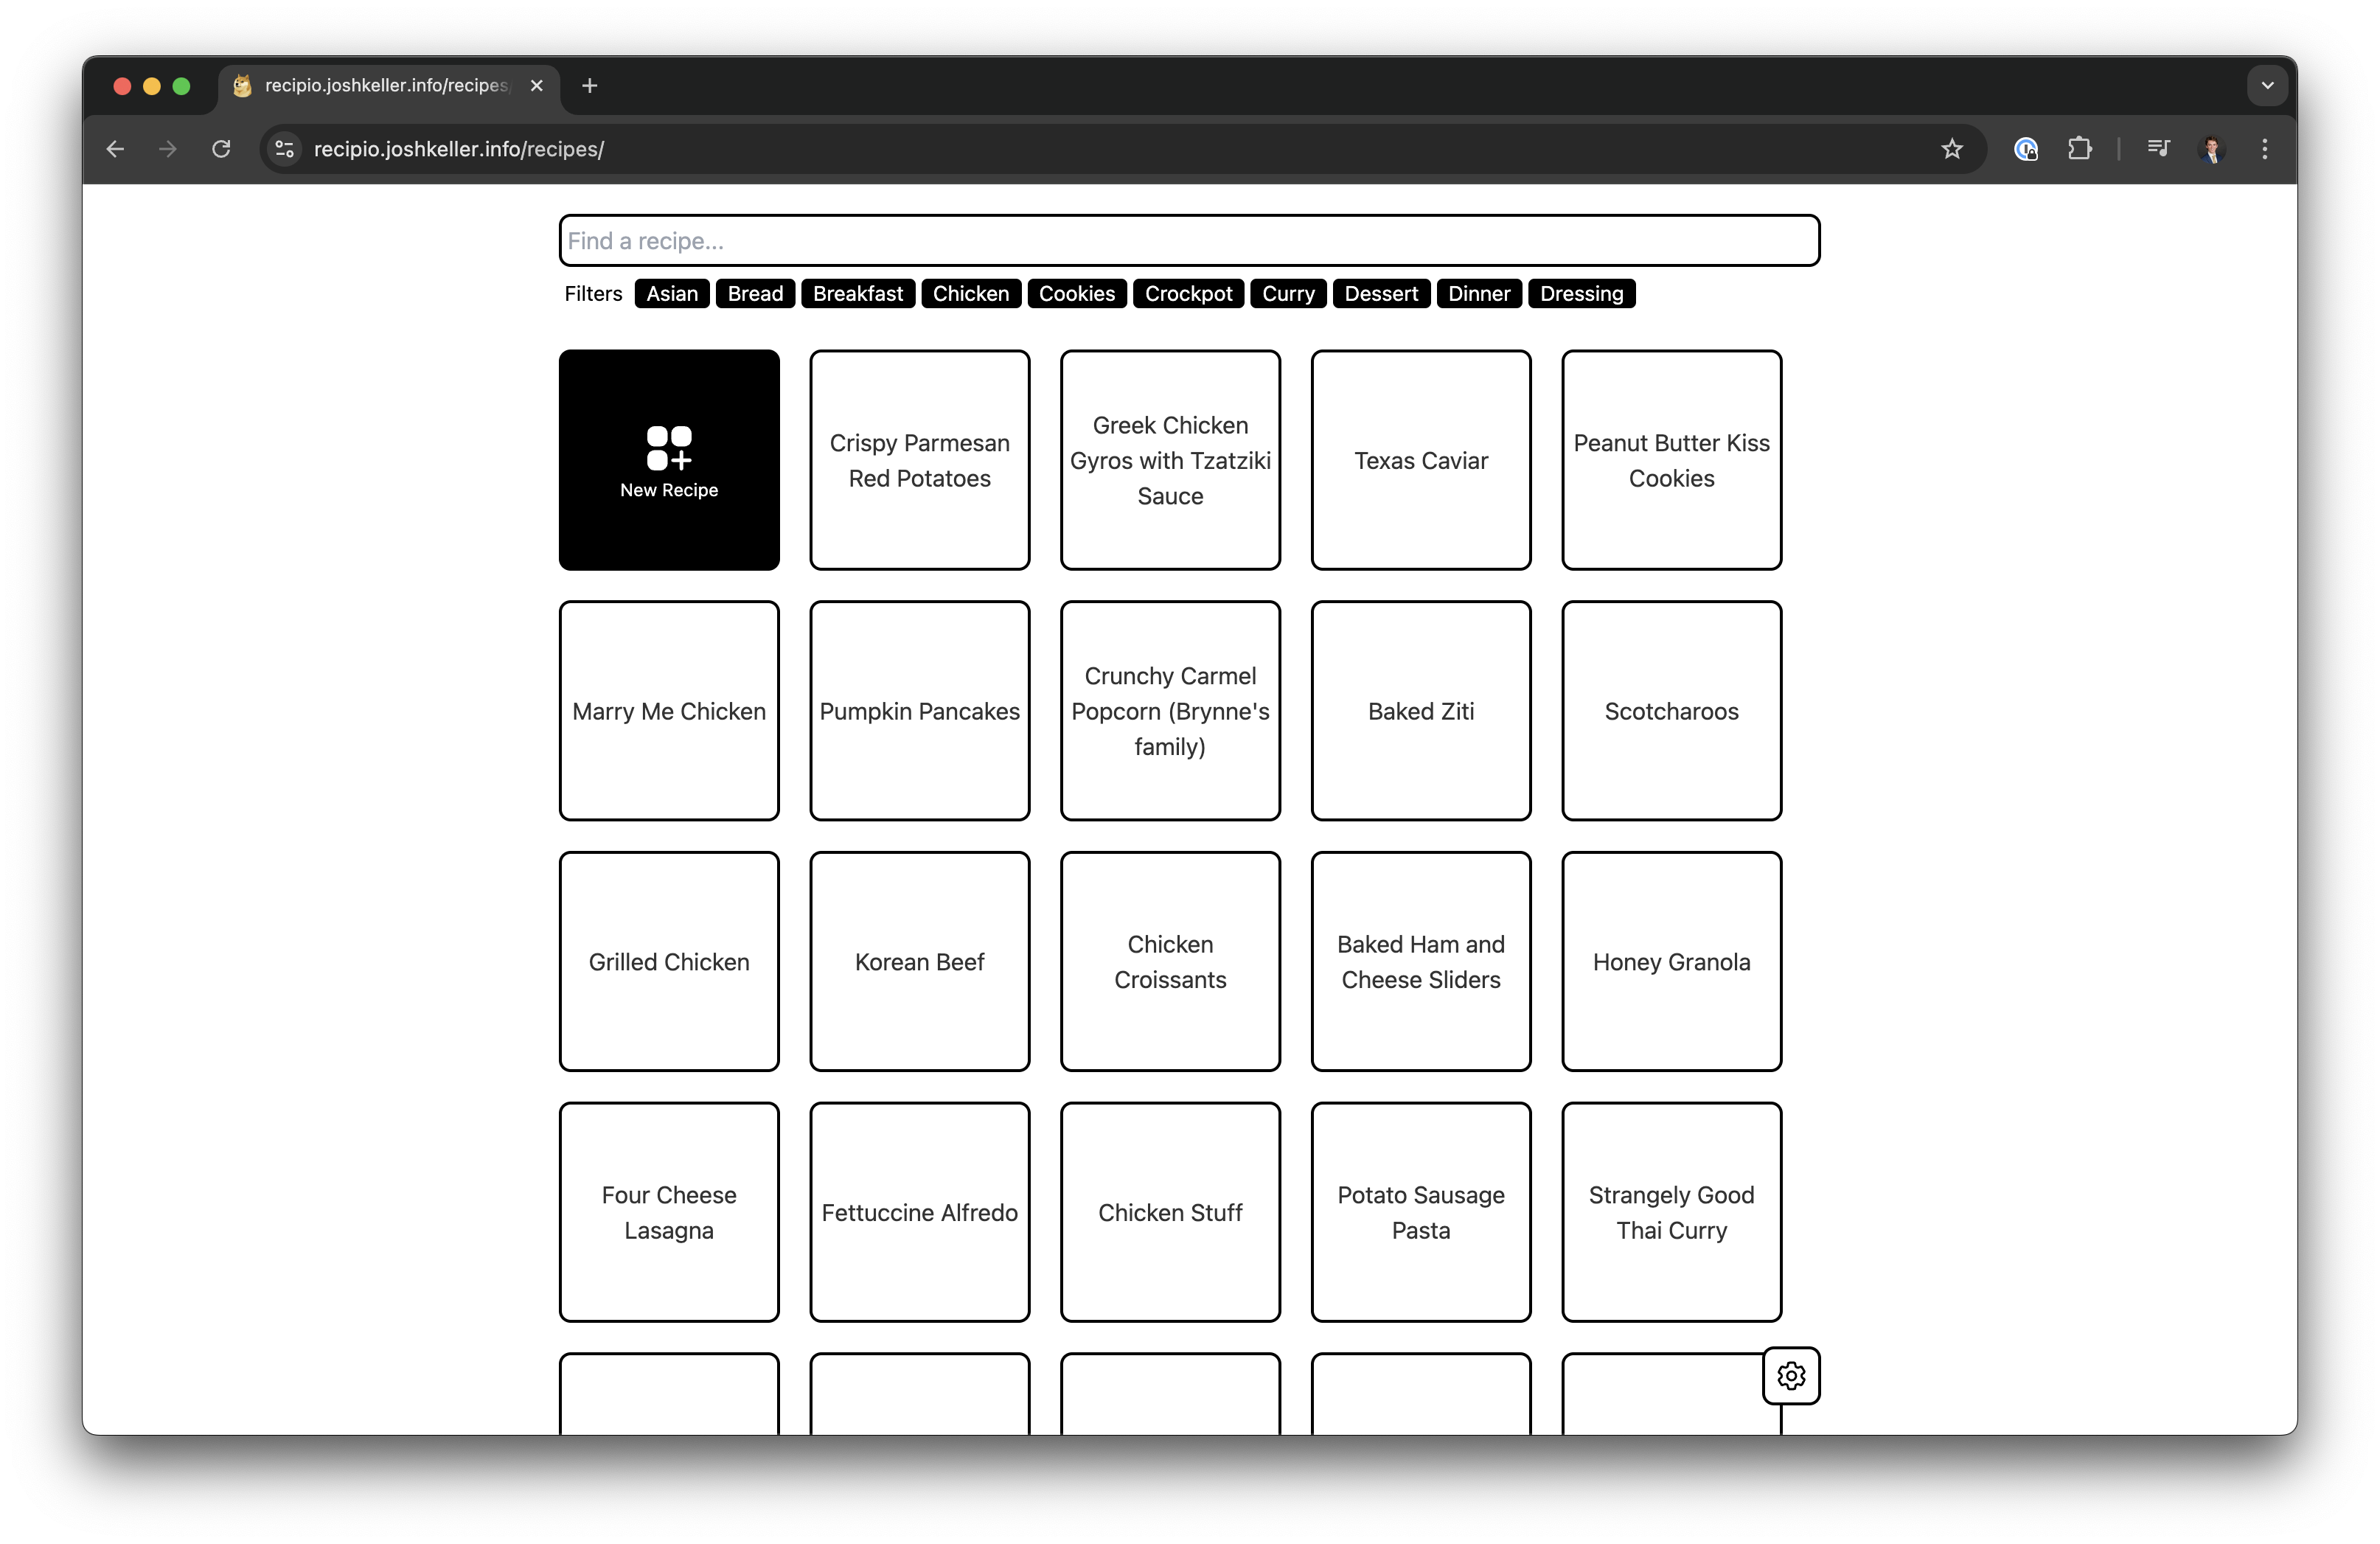 recipio.joshkeller.info/recipes/
recipio.joshkeller.info/recipes/
Find a recipe...
Filters Asian Bread Breakfast Chicken Cookies Crockpot Curry Dessert Dinner Dressing
New Recipe
Crispy Parmesan
Red Potatoes
Greek Chicken
Gyros with Tzatziki
Sauce
Texas Caviar
Peanut Butter Kiss
Cookies
Marry Me Chicken
Pumpkin Pancakes
Crunchy Carmel
Popcorn (Brynne's
family)
Baked Ziti
Scotcharoos
Grilled Chicken
Korean Beef
Chicken
Croissants
Baked Ham and
Cheese Sliders
Honey Granola
Four Cheese
Lasagna
Fettuccine Alfredo
Chicken Stuff
Potato Sausage
Pasta
Strangely Good
Thai Curry